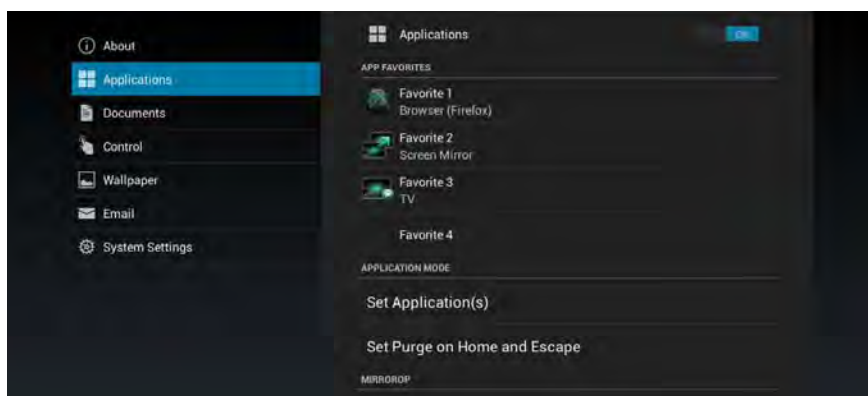 About
Applications
Documents
Control
Wallpaper
Email
System Settings
Applications
ON
APP FAVORITES
Favorite 1
Browser (Firefox)
Favorite 2
Screen Mirror
Favorite 3
TV
Favorite 4
APPLICATION MODE
Set Application(s)
Set Purge on Home and Escape
MIRROROP